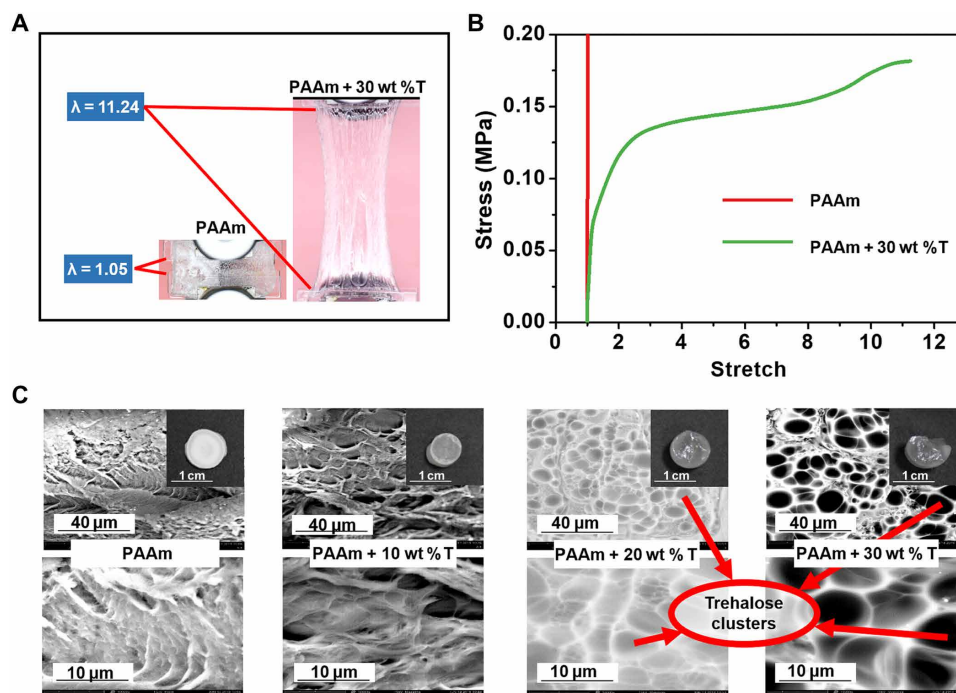 A
PAAm + 30 wt %T
λ = 11.24
PAAm
λ = 1.05
B
0.20
0.15
0.10
0.05
0.00
Stress (MPa)
PAAm
PAAm + 30 wt %T
0
2
4
6
8
10
12
Stretch
C
1 cm
1 cm
1 cm
1 cm
40 µm
40 µm
40 µm
40 µm
PAAm
PAAm + 10 wt % T
PAAm + 20 wt % T
PAAm + 30 wt % T
Trehalose
clusters
10 µm
10 µm
10 µm
10 µm